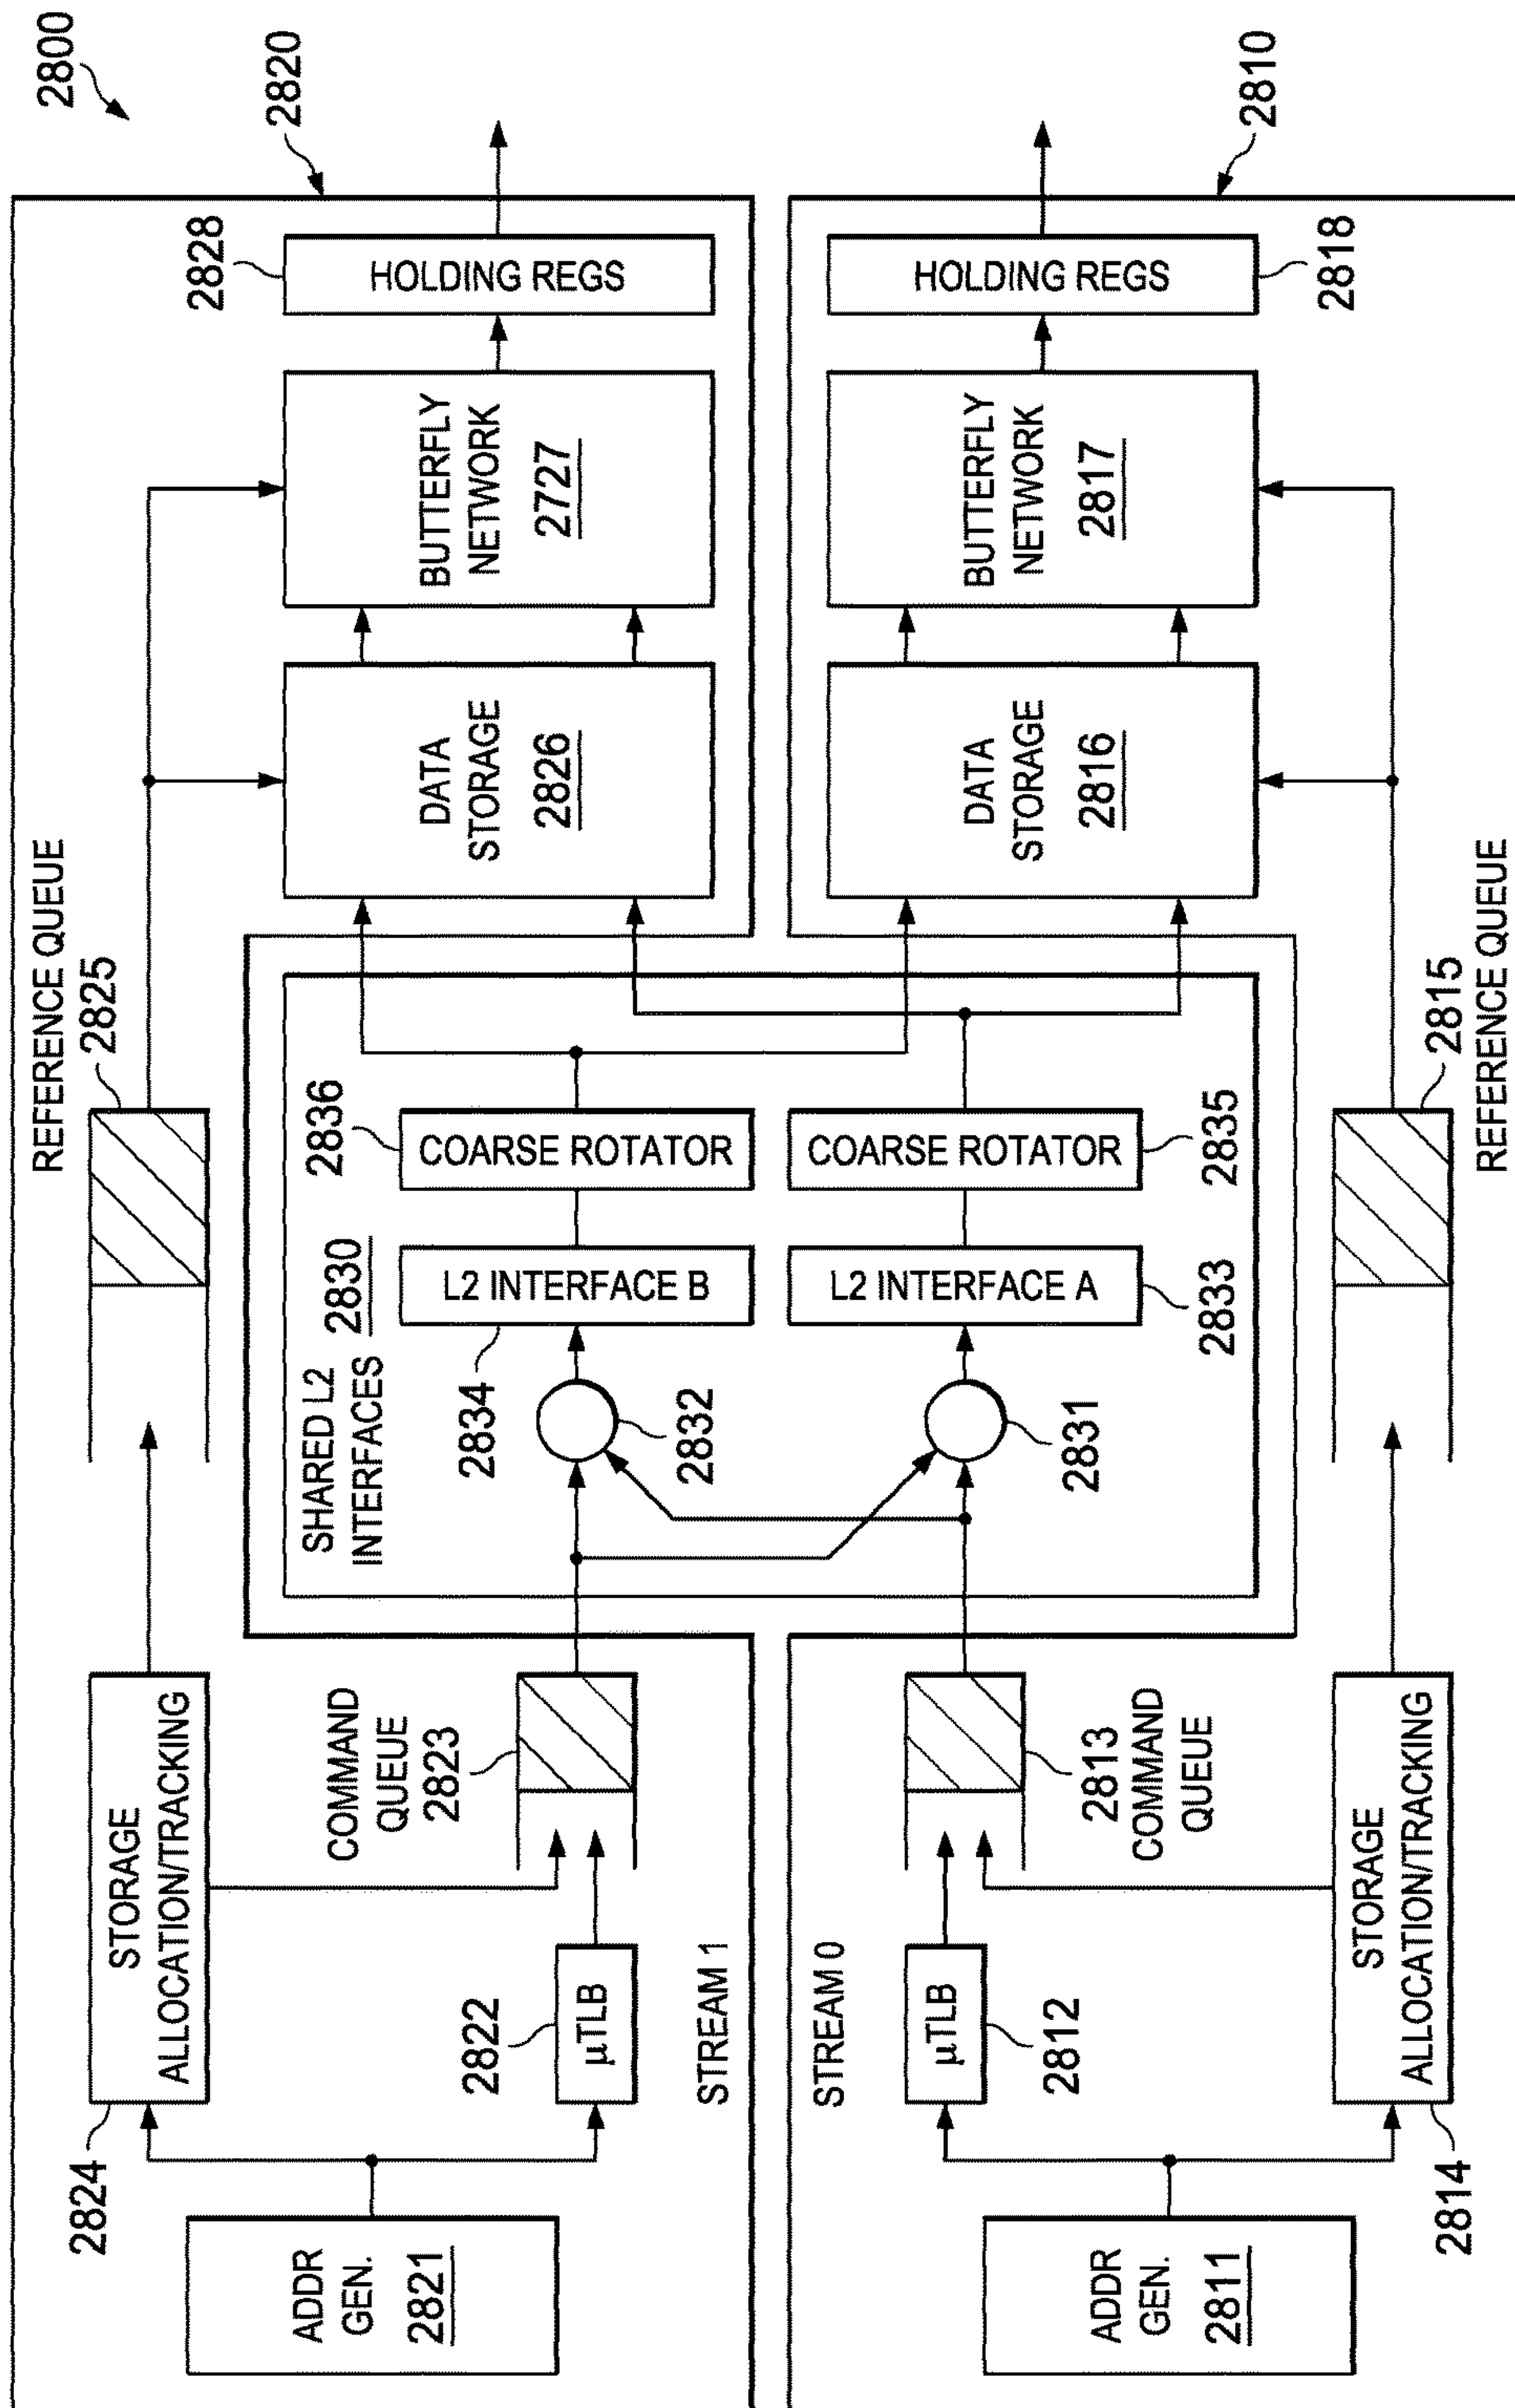 2800
2820
2810
REFERENCE QUEUE
2825
2828
HOLDING REGS
BUTTERFLY
NETWORK
2727
DATA
STORAGE
2826
2824
STORAGE
ALLOCATION/TRACKING
ADDR
GEN.
2821
2822
µTLB
COMMAND
QUEUE
2823
STREAM 1
SHARED L2
INTERFACES
2830
2834
2832
L2 INTERFACE B
2836
COARSE ROTATOR
2831
L2 INTERFACE A
2833
COARSE ROTATOR
2835
STREAM 0
ADDR
GEN.
2811
µTLB
2812
2813
COMMAND
QUEUE
STORAGE
ALLOCATION/TRACKING
2814
DATA
STORAGE
2816
BUTTERFLY
NETWORK
2817
HOLDING REGS
2818
2815
REFERENCE QUEUE